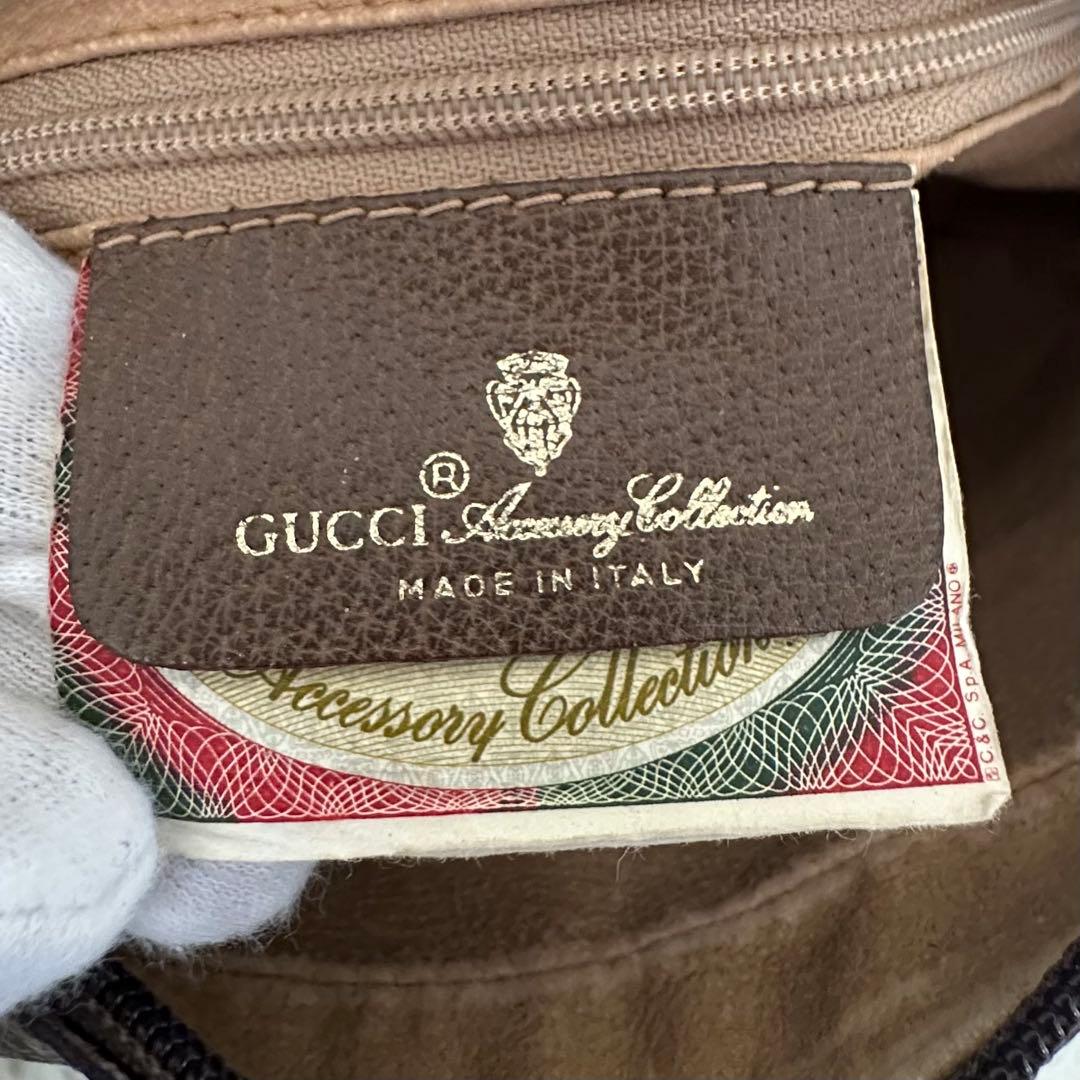 ®
GUCCI Accessory Collection
MADE IN ITALY
Accessory Collection
C.&C. S.p.A. MILANO